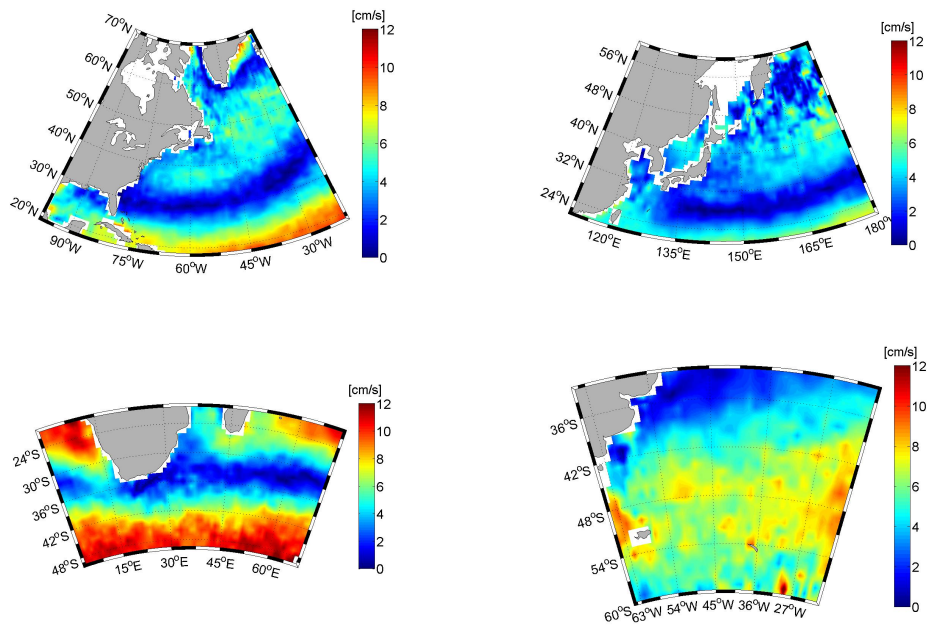 [cm/s]
12
10
8
6
4
2
0
70°N
60°N
50°N
40°N
30°N
20°N
90°W
75°W
60°W
45°W
30°W
[cm/s]
12
10
8
6
4
2
0
56°N
48°N
40°N
32°N
24°N
120°E
135°E
150°E
165°E
180°
[cm/s]
12
10
8
6
4
2
0
24°S
30°S
36°S
42°S
48°S
15°E
30°E
45°E
60°E
[cm/s]
12
10
8
6
4
2
0
36°S
42°S
48°S
54°S
60°S
63°W
54°W
45°W
36°W
27°W